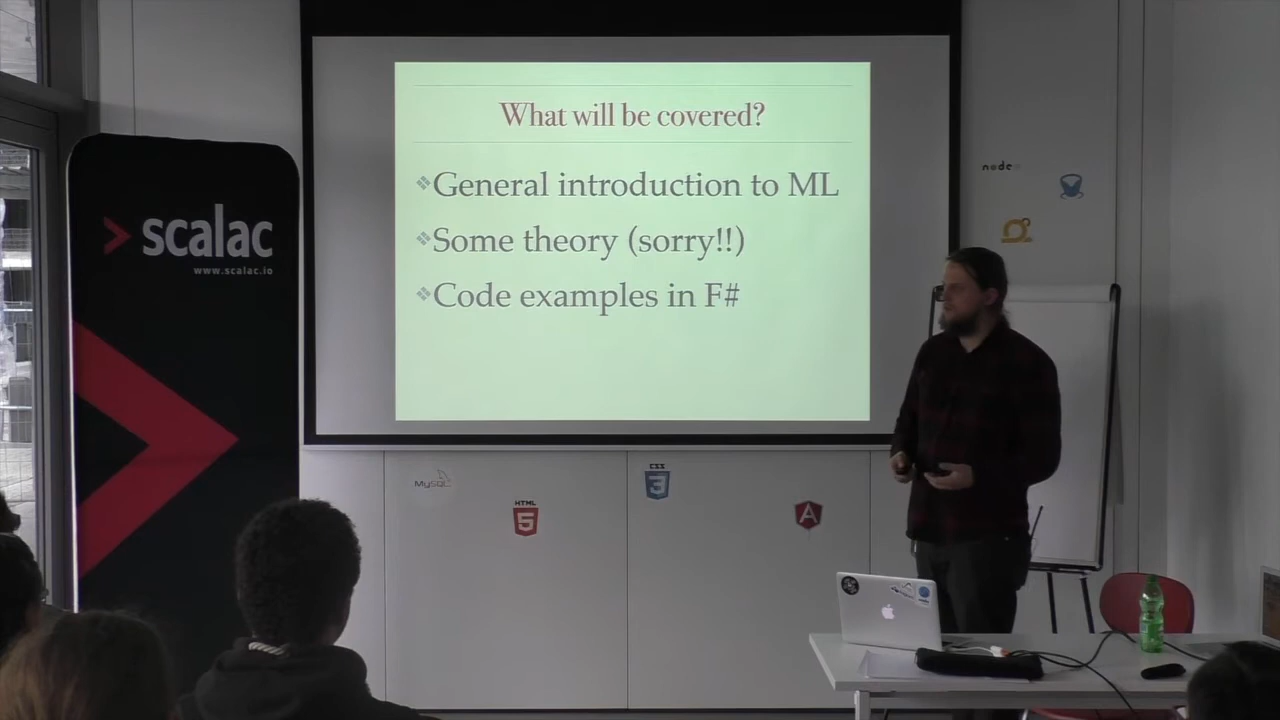 What will be covered?
General introduction to ML
Some theory (sorry!!)
Code examples in F#
scalac
www.scalac.io
node
MySQL
HTML
5
CSS
3
A